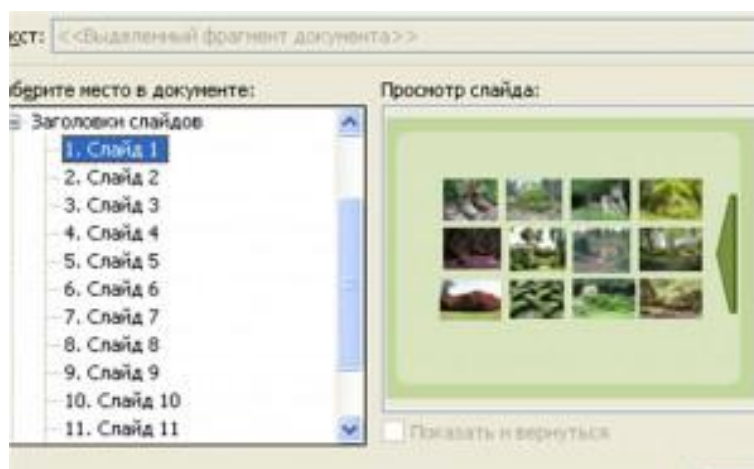 кст: <<Выделенный фрагмент документа>>
берите место в документе:
Просмотр слайда:
Заголовки слайдов
1. Слайд 1
2. Слайд 2
3. Слайд 3
4. Слайд 4
5. Слайд 5
6. Слайд 6
7. Слайд 7
8. Слайд 8
9. Слайд 9
10. Слайд 10
11. Слайд 11
Показать и вернуться